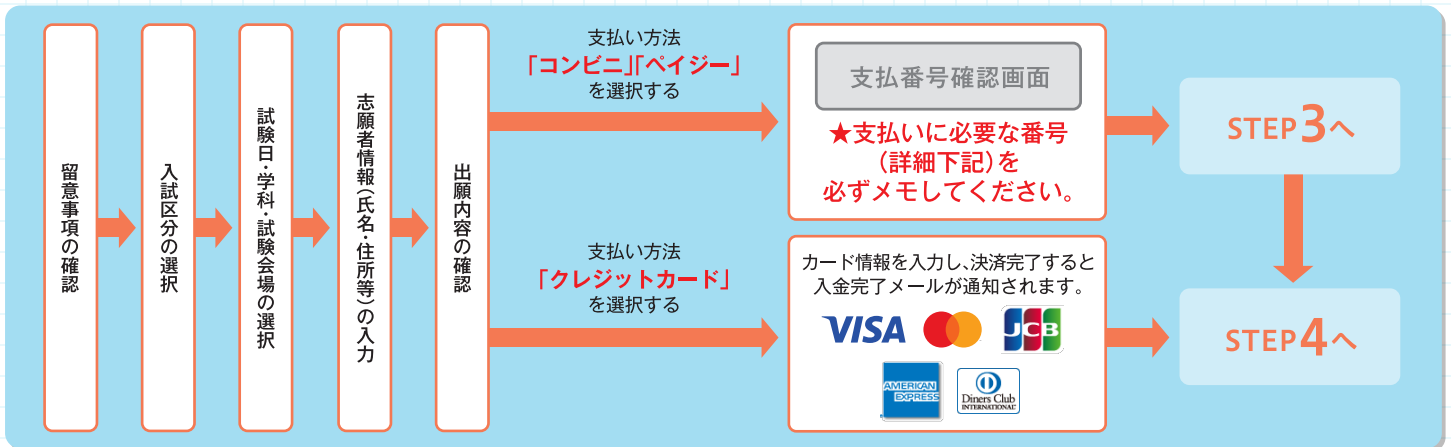 留意事項の確認
入試区分の選択
試験日・学科・試験会場の選択
志願者情報(氏名・住所等)の入力
出願内容の確認
支払い方法
「コンビニ」「ペイジー」
を選択する
支払番号確認画面
★支払いに必要な番号
(詳細下記)を
必ずメモしてください。
STEP3へ
支払い方法
「クレジットカード」
を選択する
カード情報を入力し、決済完了すると
入金完了メールが通知されます。
VISA
JCB
AMERICAN
EXPRESS
Diners Club
INTERNATIONAL
STEP4へ